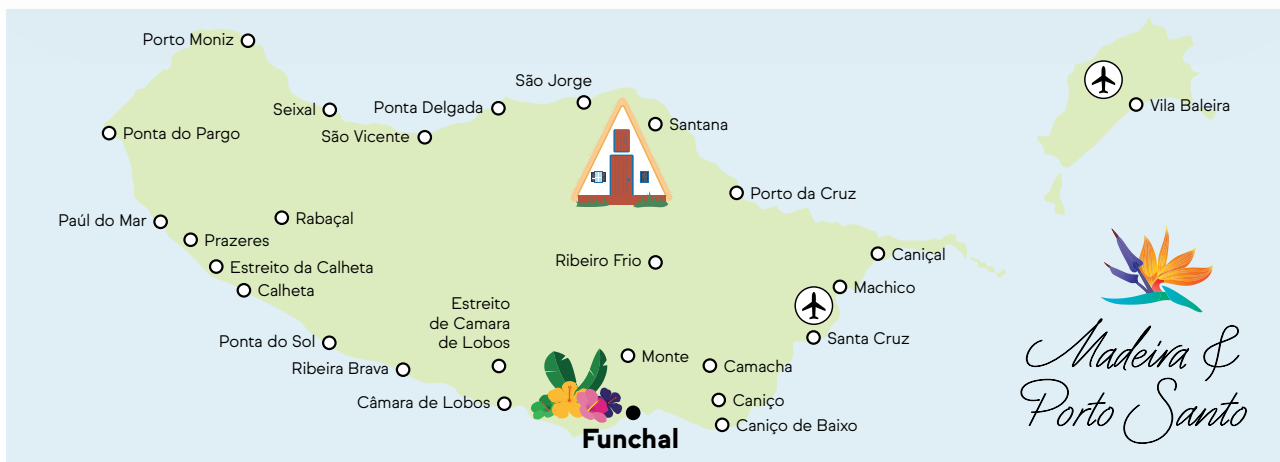 Porto Moniz
São Jorge
Seixal
Ponta Delgada
Vila Baleira
Santana
Ponta do Pargo
São Vicente
Porto da Cruz
Paúl do Mar
Rabaçal
Prazeres
Caniçal
Ribeiro Frio
Estreito da Calheta
Machico
Calheta
Estreito
de Camara
de Lobos
Santa Cruz
Ponta do Sol
Monte
Camacha
Ribeira Brava
Caniço
Câmara de Lobos
Caniço de Baixo
Funchal
Madeira &
Porto Santo